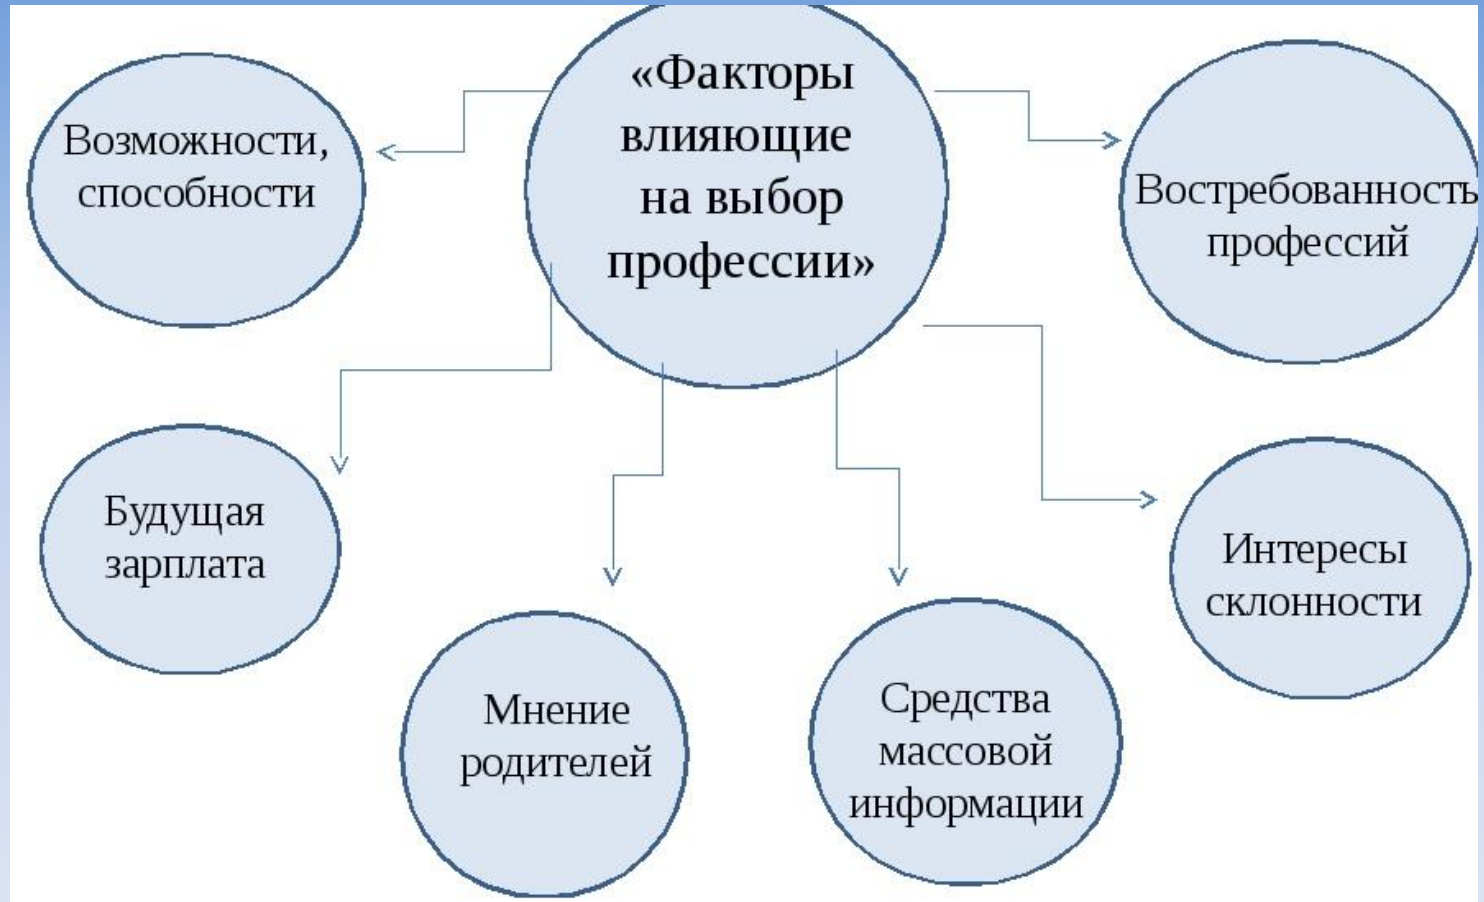 «Факторы
влияющие
на выбор
профессии»
Возможности,
способности
Востребованность
профессий
Будущая
зарплата
Интересы
склонности
Мнение
родителей
Средства
массовой
информации